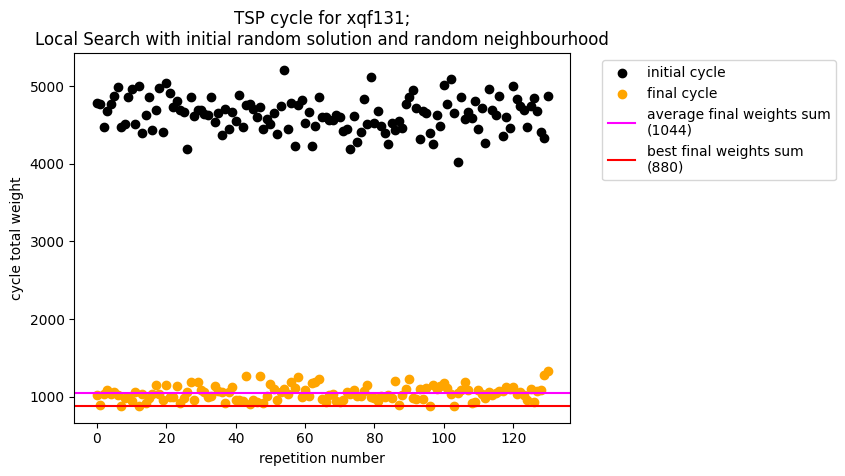 TSP cycle for xqf131;
Local Search with initial random solution and random neighbourhood
5000
4000
3000
2000
1000
cycle total weight
0
20
40
60
80
100
120
repetition number
initial cycle
final cycle
average final weights sum
(1044)
best final weights sum
(880)